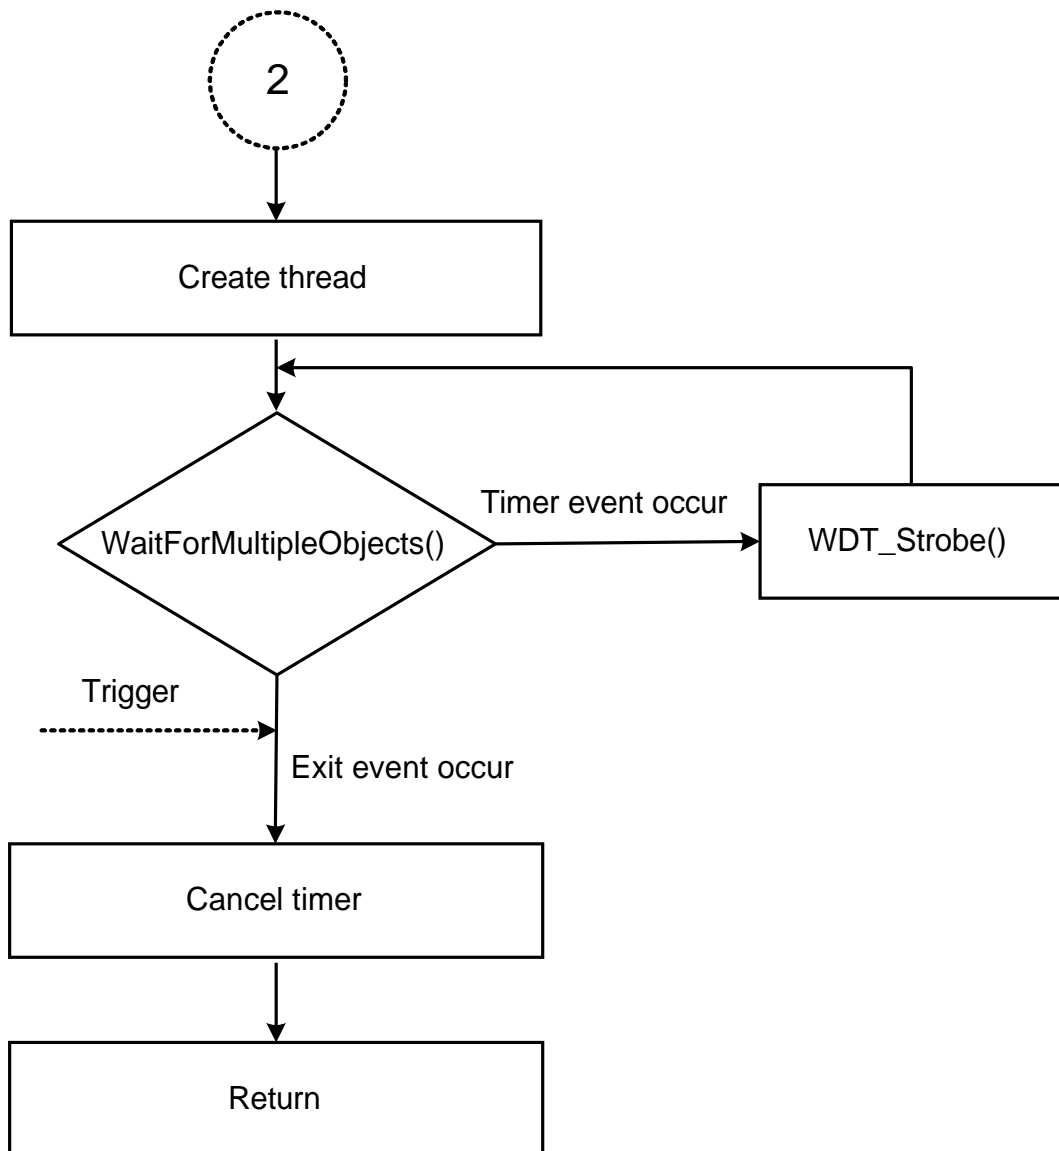 2
Create thread
Timer event occur
WaitForMultipleObjects()
WDT_Strobe()
Trigger
Exit event occur
Cancel timer
Return